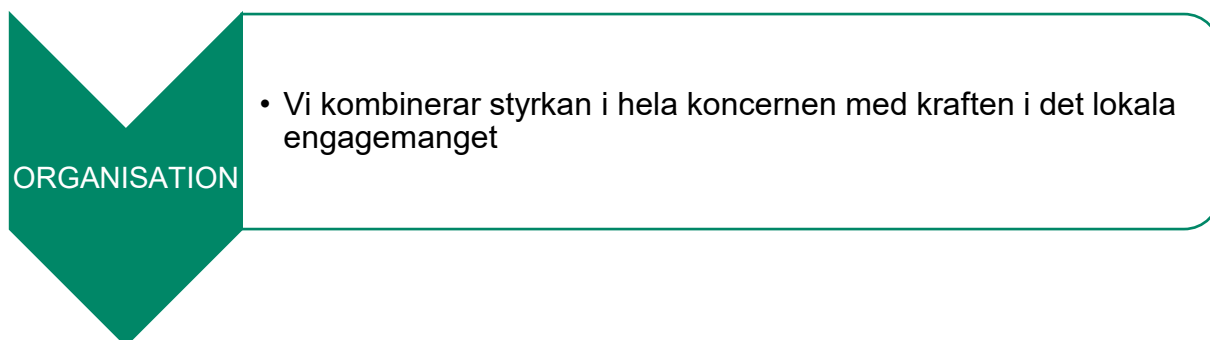 • Vi kombinerar styrkan i hela koncernen med kraften i det lokala
engagemanget
ORGANISATION